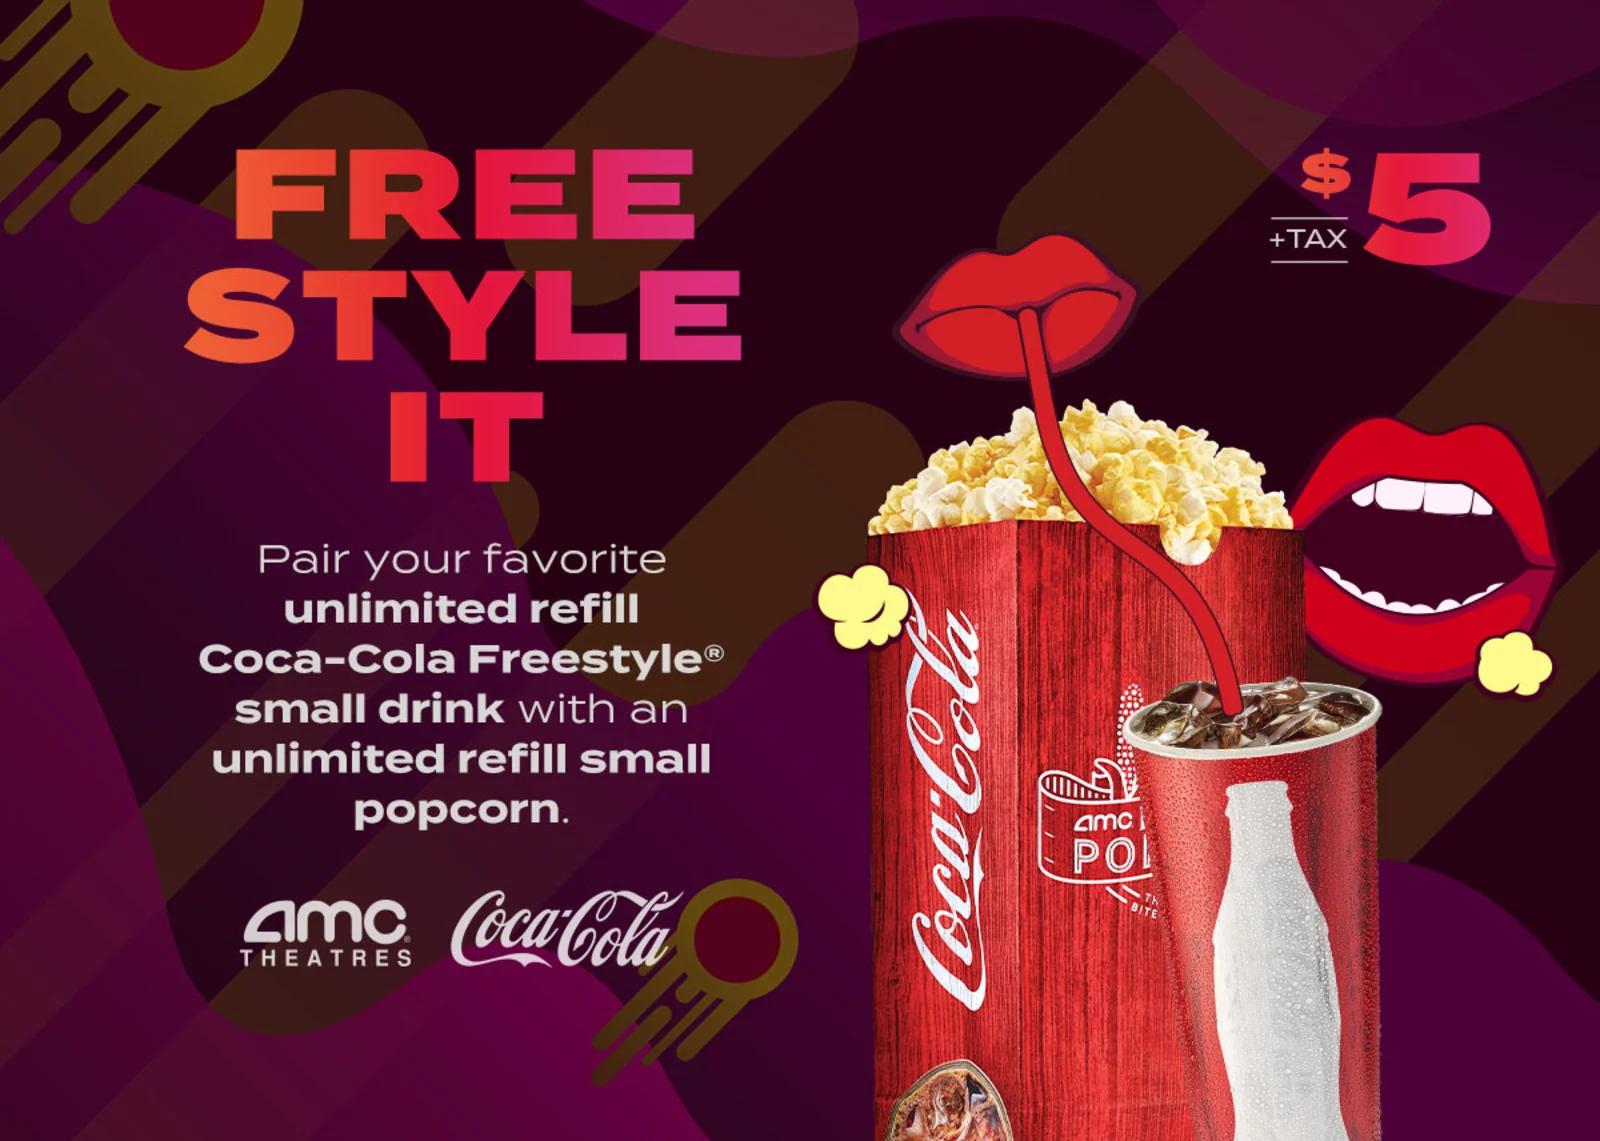 FREE
STYLE
IT
$5
+TAX
Pair your favorite
unlimited refill
Coca-Cola Freestyle®
small drink with an
unlimited refill small
popcorn.
amc
THEATRES
Coca-Cola
Coca-Cola
amc